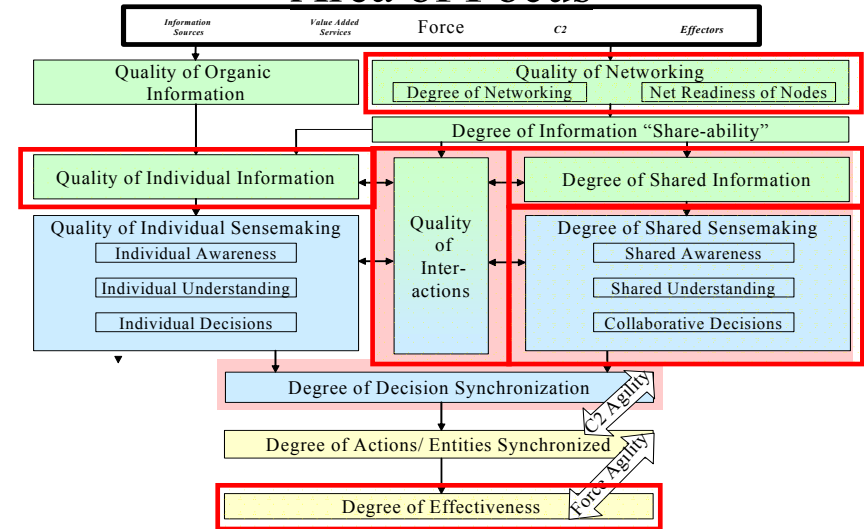 Area of Focus
Information Sources
Value Added Services
Force
C2
Effectors
Quality of Organic
Information
Quality of Networking
Degree of Networking
Net Readiness of Nodes
Degree of Information “Share-ability”
Quality of Individual Information
Degree of Shared Information
Quality of Individual Sensemaking
Individual Awareness
Individual Understanding
Individual Decisions
Quality
of
Inter-
actions
Degree of Shared Sensemaking
Shared Awareness
Shared Understanding
Collaborative Decisions
Degree of Decision Synchronization
C2 Agility
Degree of Actions/ Entities Synchronized
Force Agility
Degree of Effectiveness